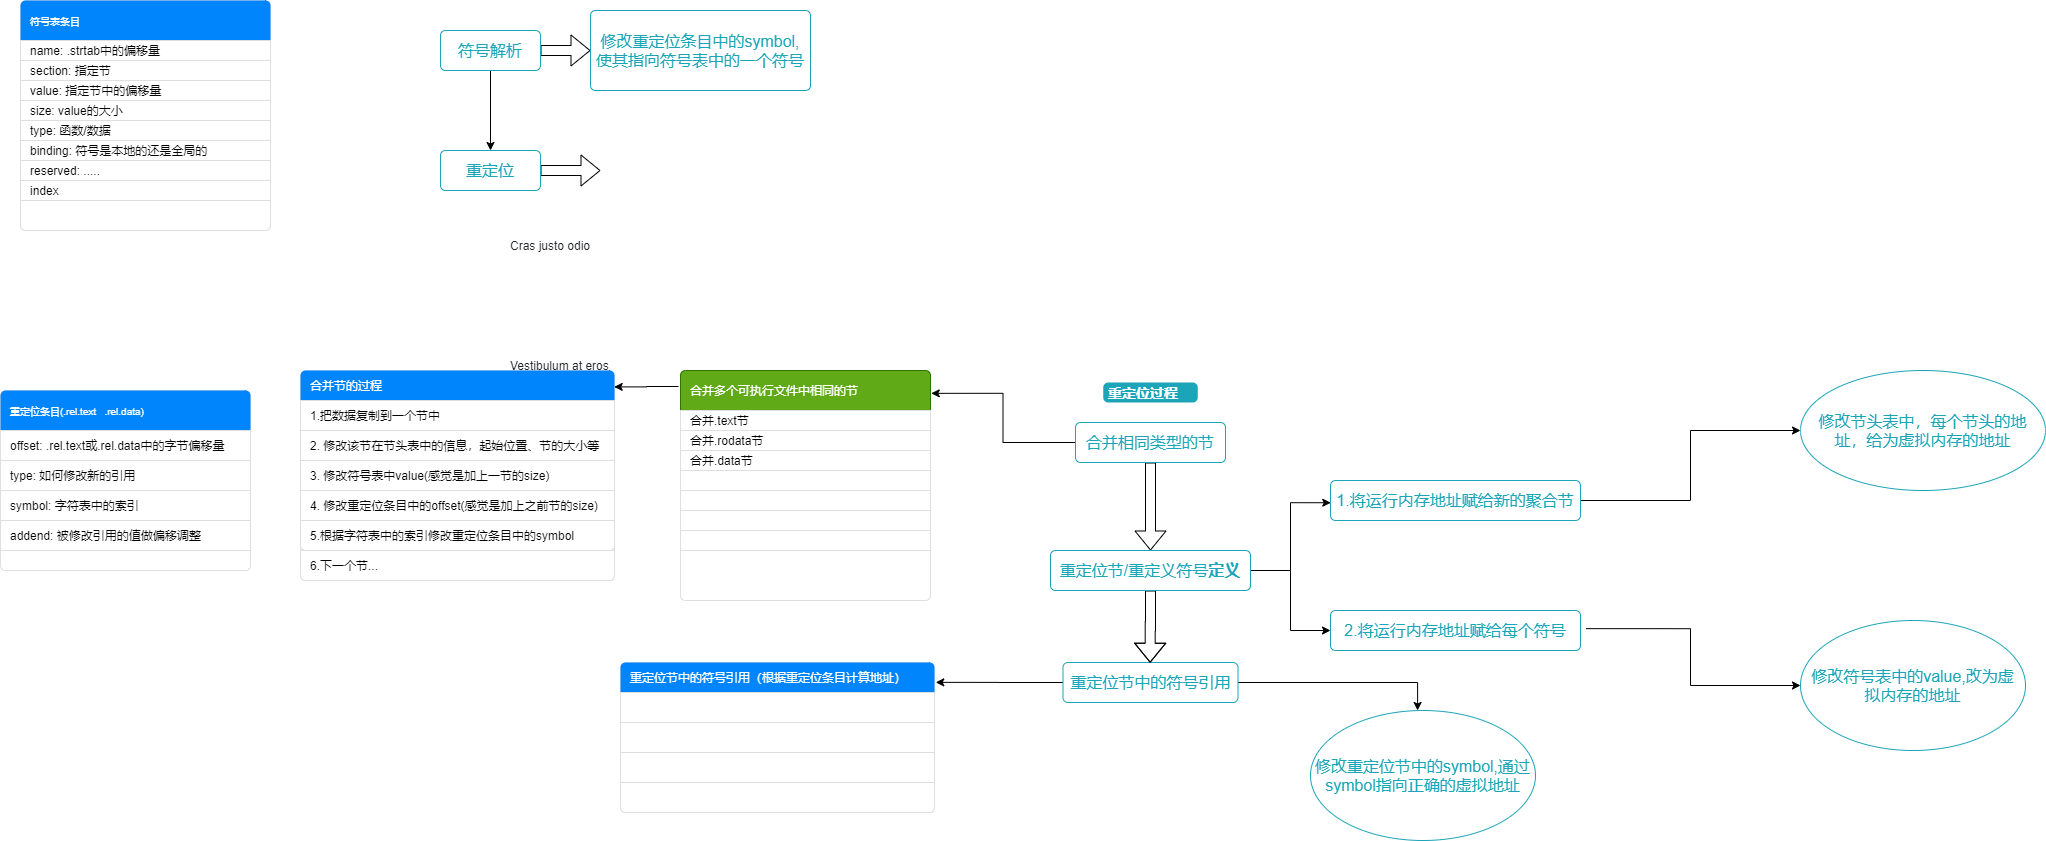 符号表条目
name: .strtab中的偏移量
section: 指定节
value: 指定节中的偏移量
size: value的大小
type: 函数/数据
binding: 符号是本地的还是全局的
reserved: .....
index
符号解析
修改重定位条目中的symbol,
使其指向符号表中的一个符号
重定位
Cras justo odio
Vestibulum at eros
重定位条目(.rel.text .rel.data)
offset: .rel.text或.rel.data中的字节偏移量
type: 如何修改新的引用
symbol: 字符表中的索引
addend: 被修改引用的值做偏移调整
合并节的过程
1.把数据复制到一个节中
2. 修改该节在节头表中的信息，起始位置、节的大小等
3. 修改符号表中value(感觉是加上一节的size)
4. 修改重定位条目中的offset(感觉是加上之前节的size)
5.根据字符表中的索引修改重定位条目中的symbol
6.下一个节...
合并多个可执行文件中相同的节
合并.text节
合并.rodata节
合并.data节
重定位过程
合并相同类型的节
重定位节/重定义符号定义
重定位节中的符号引用
1.将运行内存地址赋给新的聚合节
2.将运行内存地址赋给每个符号
修改节头表中，每个节头的地
址，给为虚拟内存的地址
修改符号表中的value,改为虚
拟内存的地址
重定位节中的符号引用（根据重定位条目计算地址）
修改重定位节中的symbol,通过
symbol指向正确的虚拟地址